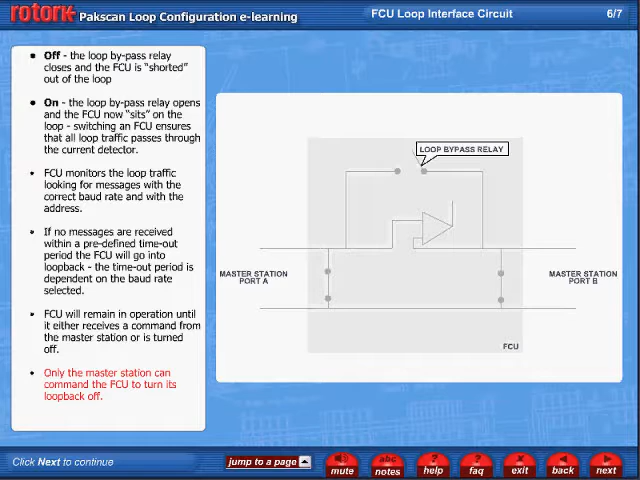 rotork Pakscan Loop Configuration e-learning
FCU Loop Interface Circuit
6/7
Off - the loop by-pass relay
closes and the FCU is "shorted"
out of the loop
On - the loop by-pass relay opens
and the FCU now "sits" on the
loop - switching an FCU ensures
that all loop traffic passes through
the current detector.
FCU monitors the loop traffic
looking for messages with the
correct baud rate and with the
address.
If no messages are received
within a pre-defined time-out
period the FCU will go into
loopback - the time-out period is
dependent on the baud rate
selected.
FCU will remain in operation until
it either receives a command from
the master station or is turned
off.
Only the master station can
command the FCU to turn its
loopback off.
LOOP BYPASS RELAY
MASTER STATION
PORT A
MASTER STATION
PORT B
FCU
Click Next to continue
jump to a page
mute
abc
notes
?
help
?
faq
x
exit
back
next